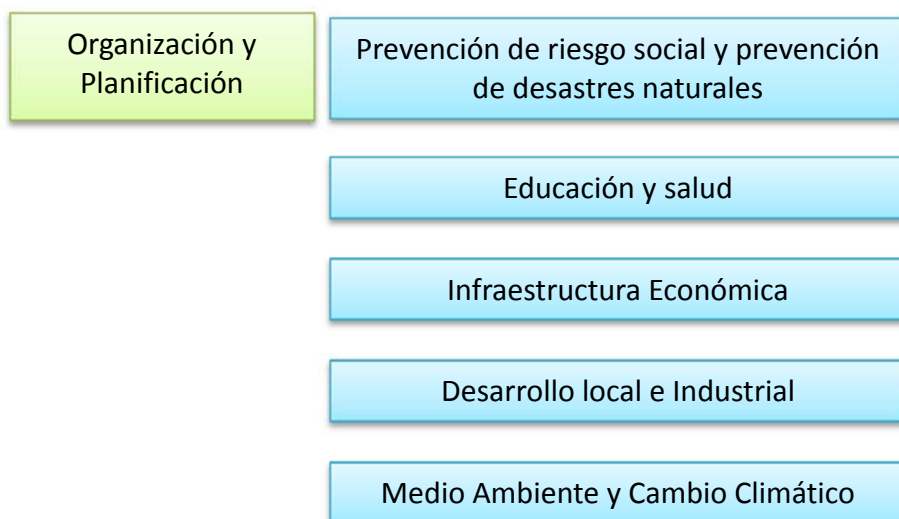 Organización y
Planificación
Prevención de riesgo social y prevención
de desastres naturales
Educación y salud
Infraestructura Económica
Desarrollo local e Industrial
Medio Ambiente y Cambio Climático